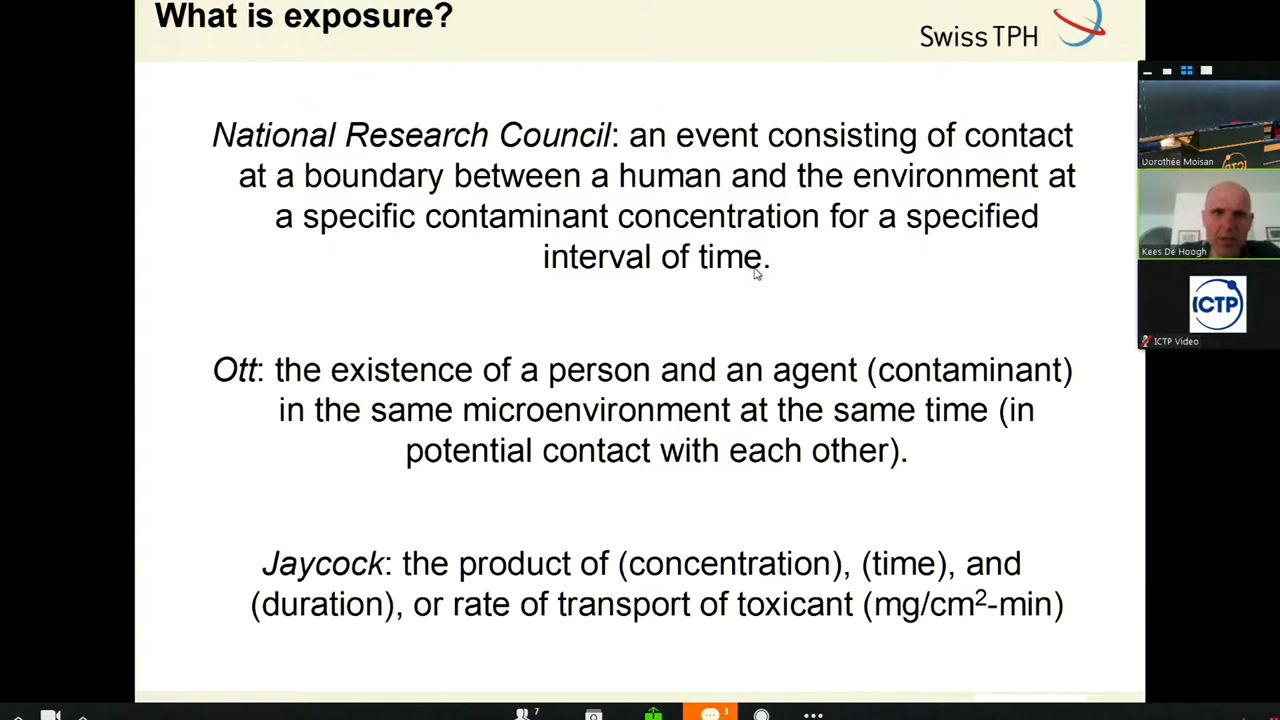 What is exposure?
Swiss TPH
National Research Council: an event consisting of contact
at a boundary between a human and the environment at
a specific contaminant concentration for a specified
interval of time.
Ott: the existence of a person and an agent (contaminant)
in the same microenvironment at the same time (in
potential contact with each other).
Jaycock: the product of (concentration), (time), and
(duration), or rate of transport of toxicant (mg/cm²-min)
Dorothée Moisan
Kees De Hoogh
ICTP
ICTP Video
7
3